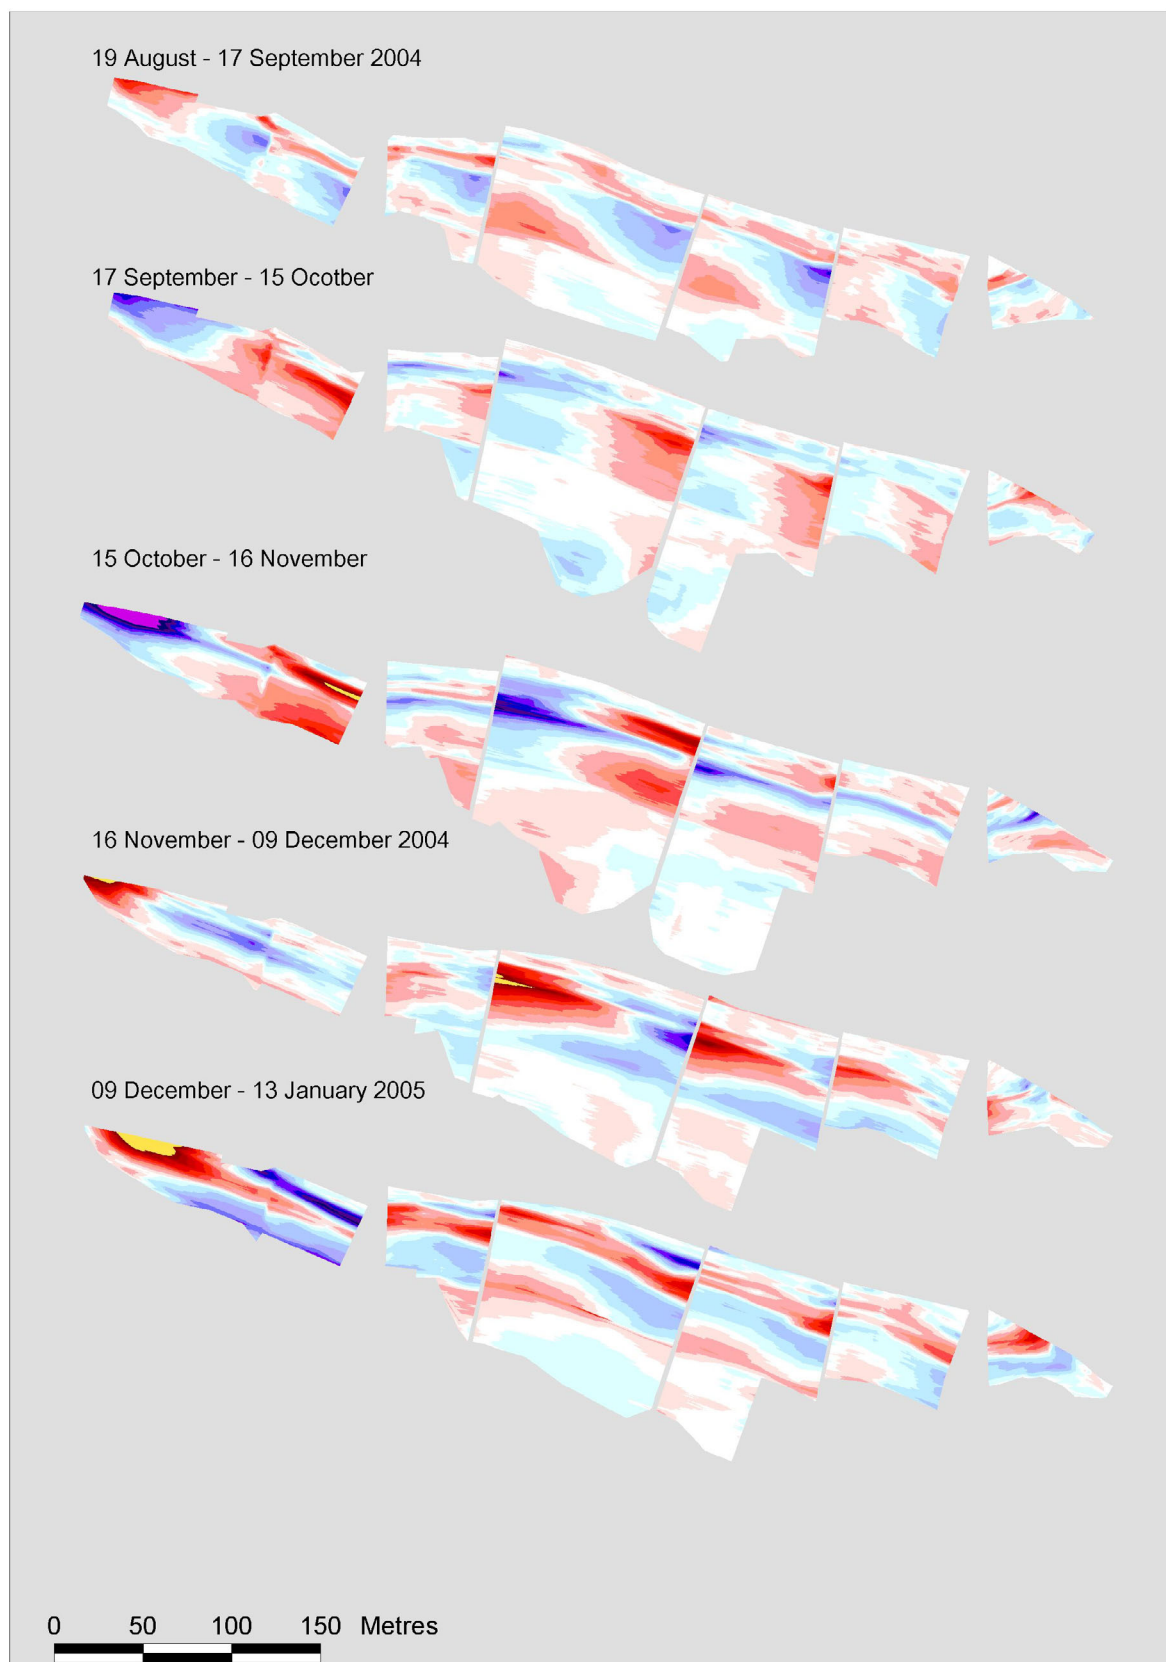 19 August - 17 September 2004
17 September - 15 Ocotber
15 October - 16 November
16 November - 09 December 2004
09 December - 13 January 2005
0 50 100 150 Metres